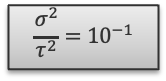 σ²/τ² = 10⁻¹